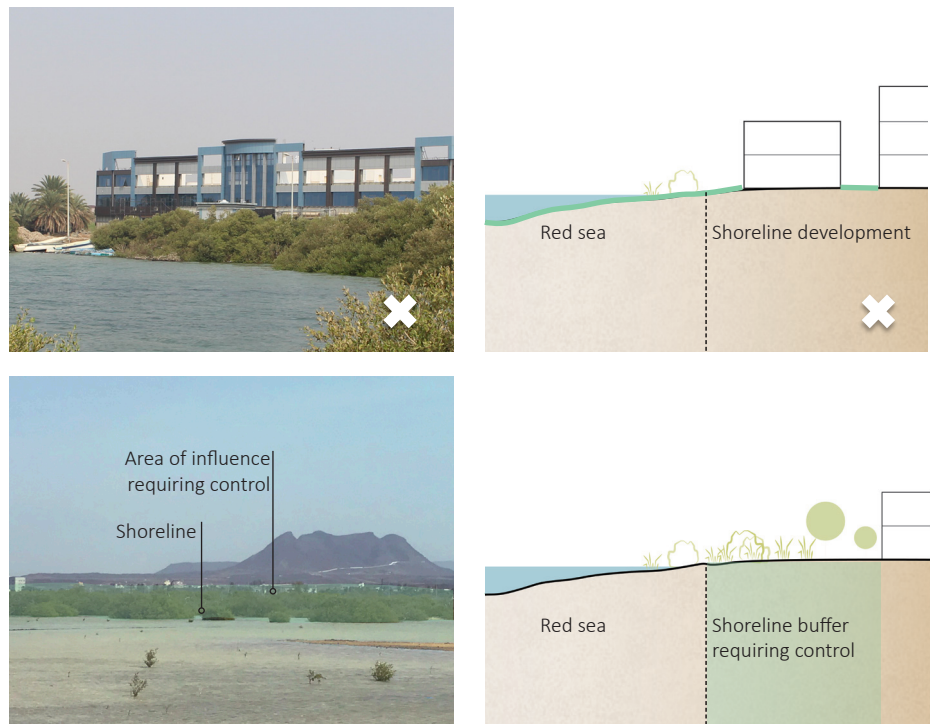 Red sea
Shoreline development
Area of influence
requiring control
Shoreline
Red sea
Shoreline buffer
requiring control